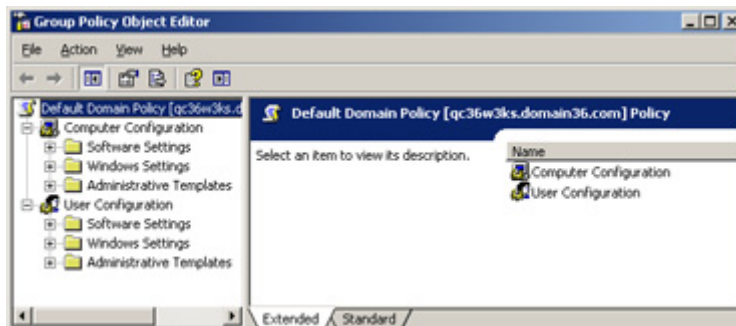 Group Policy Object Editor
File Action View Help
Default Domain Policy [qc36w3ks.d
Computer Configuration
Software Settings
Windows Settings
Administrative Templates
User Configuration
Software Settings
Windows Settings
Administrative Templates
Default Domain Policy [qc36w3ks.domain36.com] Policy
Select an item to view its description.
Name
Computer Configuration
User Configuration
Extended Standard